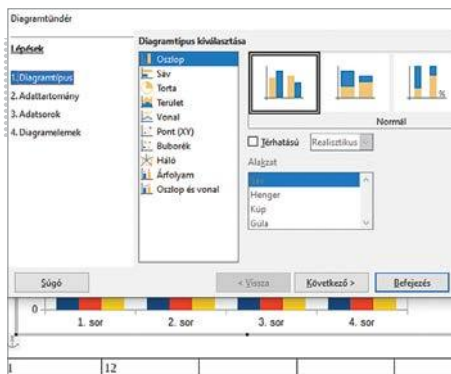 Diagramtündér
Lépések
1.Diagramtípus
2.Adattartomány
3.Adatsorok
4.Diagramelemek
Diagramtípus kiválasztása
Oszlop
Sáv
Torta
Terület
Vonal
Pont (XY)
Buborék
Háló
Árfolyam
Oszlop és vonal
%
Normál
Térhatású
Realisztikus
Alakzat
Sáv
Henger
Kúp
Gúla
Súgó
< Vissza
Következő >
Befejezés
0
1. sor 2. sor 3. sor 4. sor
1 12